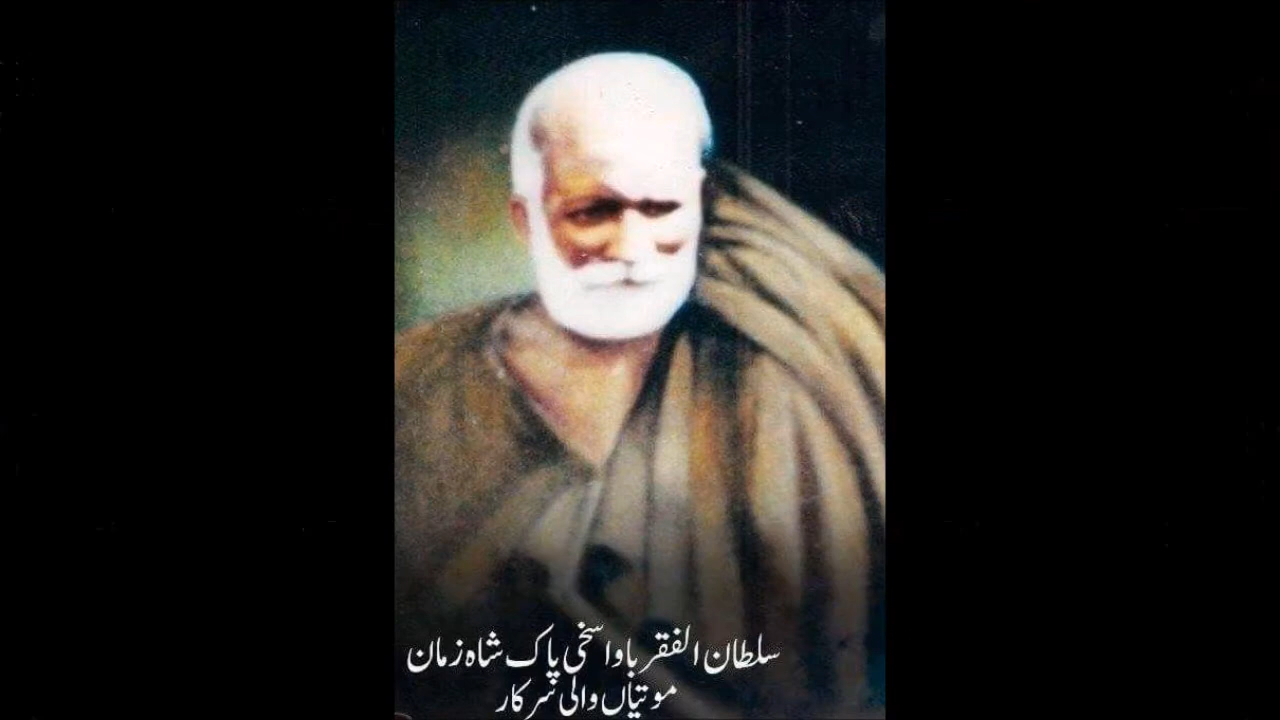 سلطان الفقر باوا سخی پاک شاہ زمان
موتیاں والی سرکار